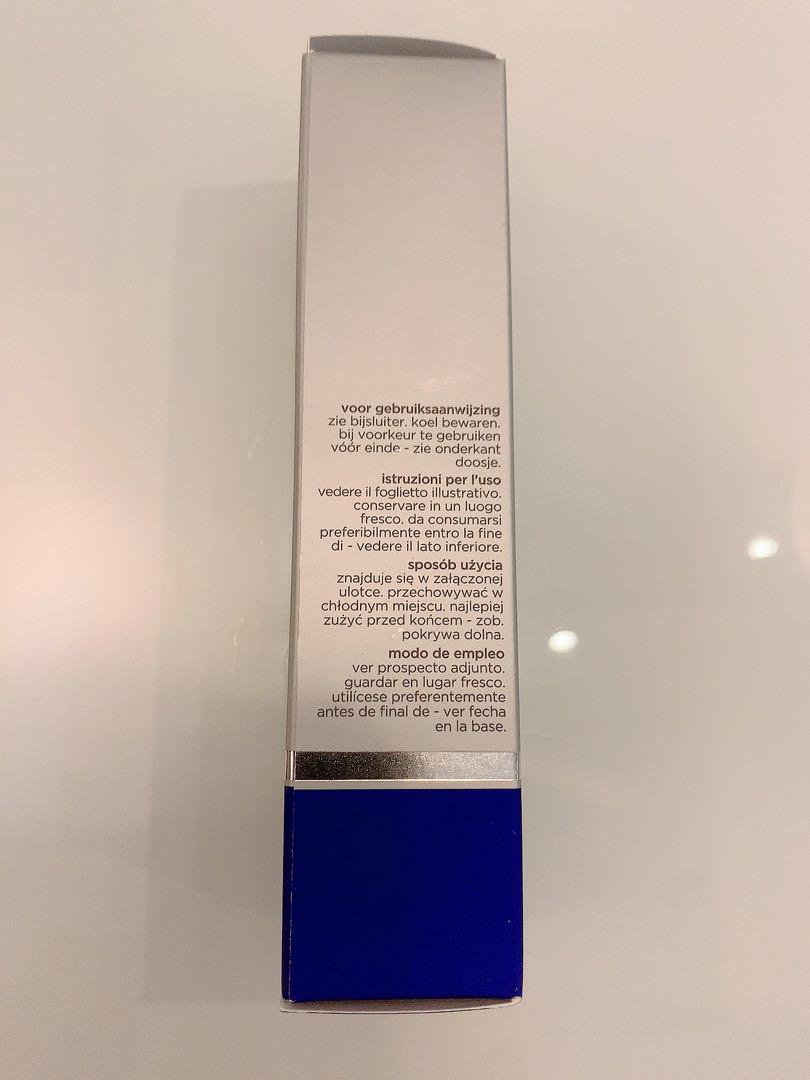 voor gebruiksaanwijzing
zie bijsluiter. koel bewaren.
bij voorkeur te gebruiken
vóór einde - zie onderkant
doosje.
istruzioni per l'uso
vedere il foglietto illustrativo.
conservare in un luogo
fresco. da consumarsi
preferibilmente entro la fine
di - vedere il lato inferiore.
sposób użycia
znajduje się w załączonej
ulotce. przechowywać w
chłodnym miejscu. najlepiej
zużyć przed końcem - zob.
pokrywa dolna.
modo de empleo
ver prospecto adjunto.
guardar en lugar fresco.
utilícese preferentemente
antes de final de - ver fecha
en la base.